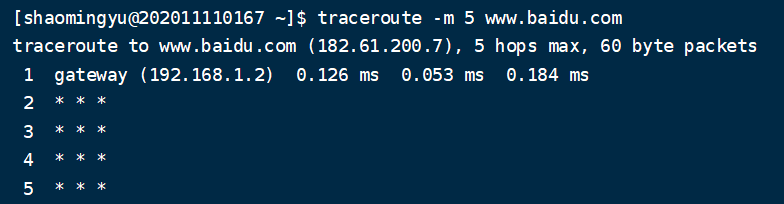 [shaomingyu@202011110167 ~]$ traceroute -m 5 www.baidu.com
traceroute to www.baidu.com (182.61.200.7), 5 hops max, 60 byte packets
 1  gateway (192.168.1.2)  0.126 ms  0.053 ms  0.184 ms
 2  * * *
 3  * * *
 4  * * *
 5  * * *